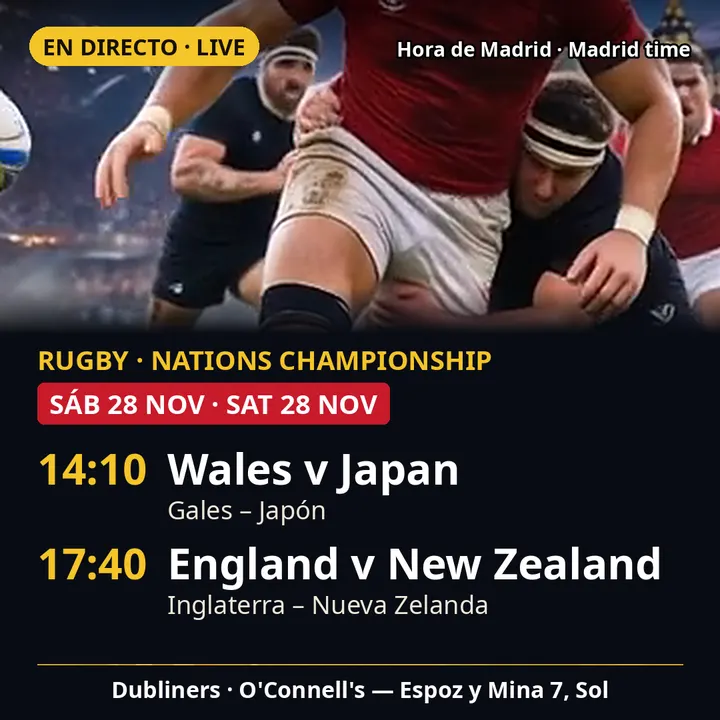 EN DIRECTO · LIVE
Hora de Madrid · Madrid time
RUGBY · NATIONS CHAMPIONSHIP
SÁB 28 NOV · SAT 28 NOV
14:10 Wales v Japan
Gales – Japón
17:40 England v New Zealand
Inglaterra – Nueva Zelanda
Dubliners · O'Connell's — Espoz y Mina 7, Sol